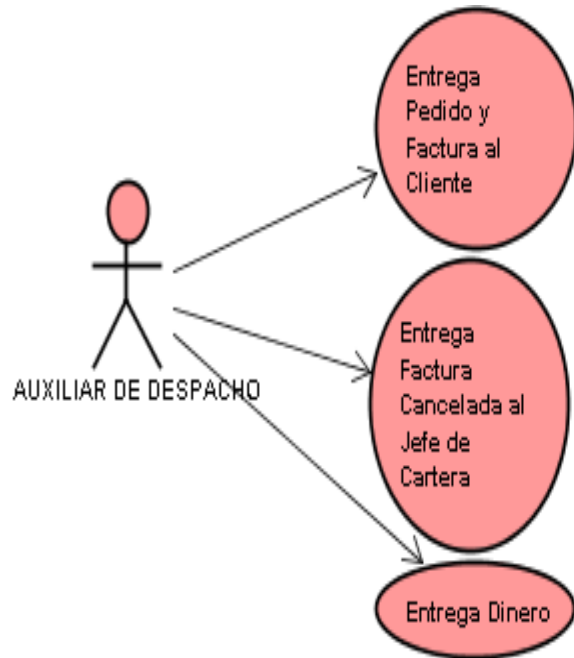 Entrega
Pedido y
Factura al
Cliente
AUXILIAR DE DESPACHO
Entrega
Factura
Cancelada al
Jefe de
Cartera
Entrega Dinero